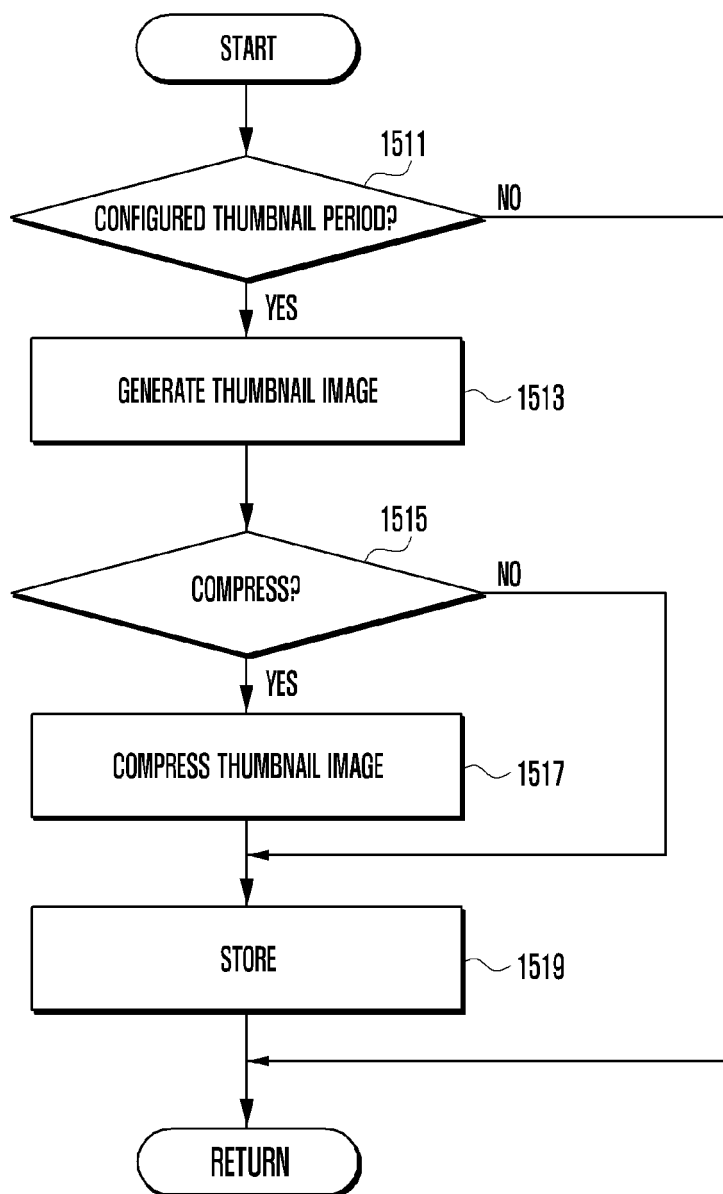 START
1511
CONFIGURED THUMBNAIL PERIOD?
NO
YES
GENERATE THUMBNAIL IMAGE
1513
1515
COMPRESS?
NO
YES
COMPRESS THUMBNAIL IMAGE
1517
STORE
1519
RETURN